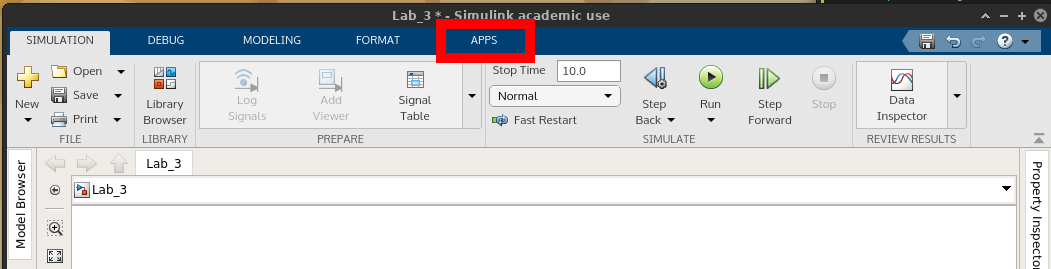 Lab_3 * - Simulink academic use
SIMULATION DEBUG MODELING FORMAT APPS
New
Open
Save
Print
FILE
Library
Browser
LIBRARY
Log
Signals
Add
Viewer
Signal
Table
PREPARE
Stop Time 10.0
Normal
Fast Restart
Step
Back
Run
Step
Forward
Stop
SIMULATE
Data
Inspector
REVIEW RESULTS
Model Browser
Lab_3
Lab_3
Property Inspecto